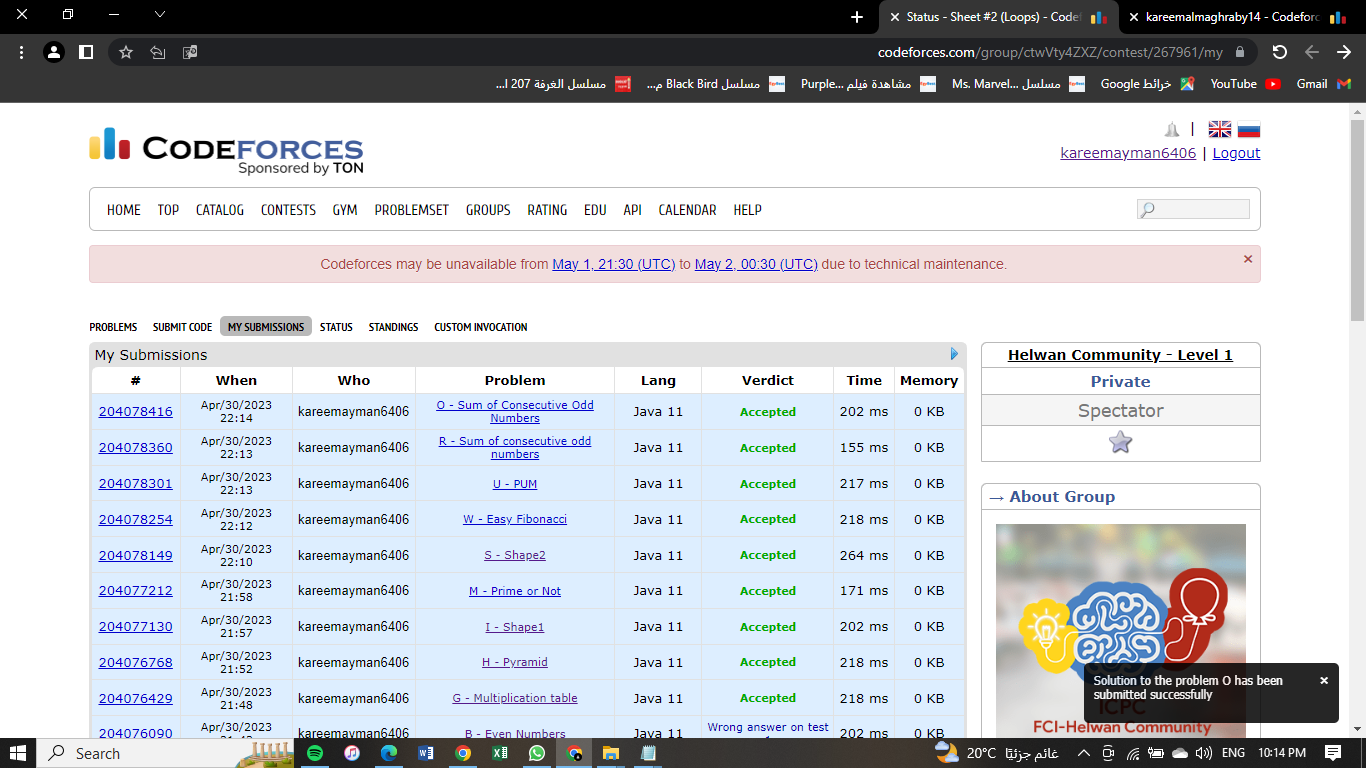 Status - Sheet #2 (Loops) - Codef
kareemalmaghraby14 - Codeforc
codeforces.com/group/ctwVty4ZXZ/contest/267961/my
مسلسل الغرفة 207 ا...
مسلسل Black Bird م...
مشاهدة فيلم Purple...
مسلسل Ms. Marvel...
خرائط Google
YouTube
Gmail
CODEFORCES
Sponsored by TON
kareemayman6406 | Logout
HOME TOP CATALOG CONTESTS GYM PROBLEMSET GROUPS RATING EDU API CALENDAR HELP
Codeforces may be unavailable from May 1, 21:30 (UTC) to May 2, 00:30 (UTC) due to technical maintenance.
PROBLEMS SUBMIT CODE MY SUBMISSIONS STATUS STANDINGS CUSTOM INVOCATION
My Submissions
# When Who Problem Lang Verdict Time Memory
204078416 Apr/30/2023 22:14 kareemayman6406 O - Sum of Consecutive Odd Numbers Java 11 Accepted 202 ms 0 KB
204078360 Apr/30/2023 22:13 kareemayman6406 R - Sum of consecutive odd numbers Java 11 Accepted 155 ms 0 KB
204078301 Apr/30/2023 22:13 kareemayman6406 U - PUM Java 11 Accepted 217 ms 0 KB
204078254 Apr/30/2023 22:12 kareemayman6406 W - Easy Fibonacci Java 11 Accepted 218 ms 0 KB
204078149 Apr/30/2023 22:10 kareemayman6406 S - Shape2 Java 11 Accepted 264 ms 0 KB
204077212 Apr/30/2023 21:58 kareemayman6406 M - Prime or Not Java 11 Accepted 171 ms 0 KB
204077130 Apr/30/2023 21:57 kareemayman6406 I - Shape1 Java 11 Accepted 202 ms 0 KB
204076768 Apr/30/2023 21:52 kareemayman6406 H - Pyramid Java 11 Accepted 218 ms 0 KB
204076429 Apr/30/2023 21:48 kareemayman6406 G - Multiplication table Java 11 Accepted 218 ms 0 KB
204076090 Apr/30/2023 kareemayman6406 B - Even Numbers Java 11 Wrong answer on test 202 ms 0 KB
Helwan Community - Level 1
Private
Spectator
→ About Group
ICPC
FCI-Helwan Community
Solution to the problem O has been
submitted successfully
Search
20°C غائم جزئيًا
ENG
10:14 PM